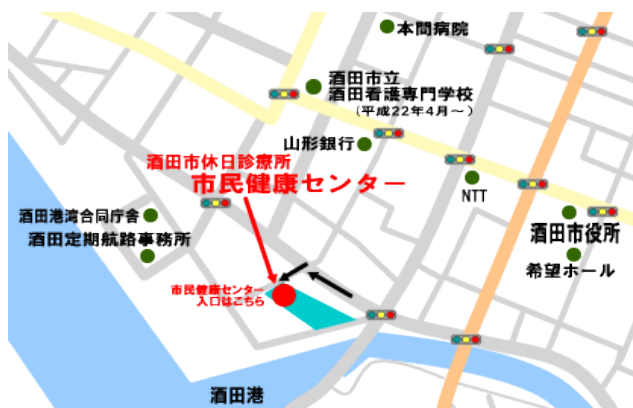 本間病院
酒田市立
酒田看護専門学校
(平成22年4月～)
山形銀行
酒田市休日診療所
市民健康センター
NTT
酒田港湾合同庁舎
酒田定期航路事務所
酒田市役所
希望ホール
市民健康センター
入口はこちら
酒田港